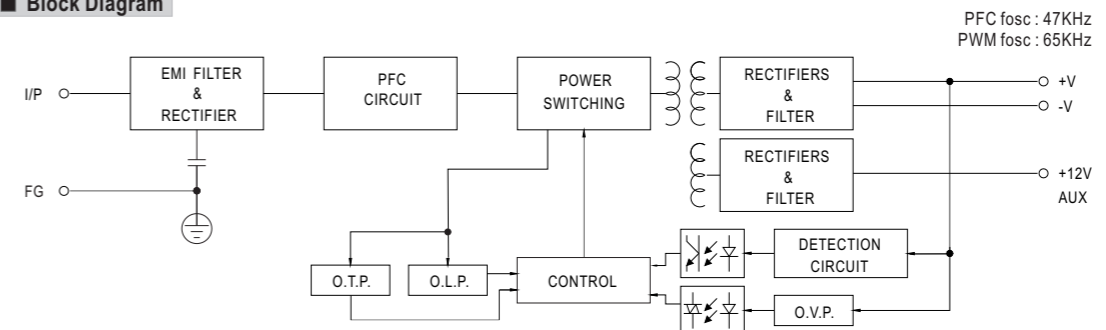 ■ Block Diagram
PFC fosc : 47KHz
PWM fosc : 65KHz
I/P
EMI FILTER
&
RECTIFIER
PFC
CIRCUIT
POWER
SWITCHING
RECTIFIERS
&
FILTER
+V
-V
RECTIFIERS
&
FILTER
+12V
AUX
FG
O.T.P.
O.L.P.
CONTROL
DETECTION
CIRCUIT
O.V.P.